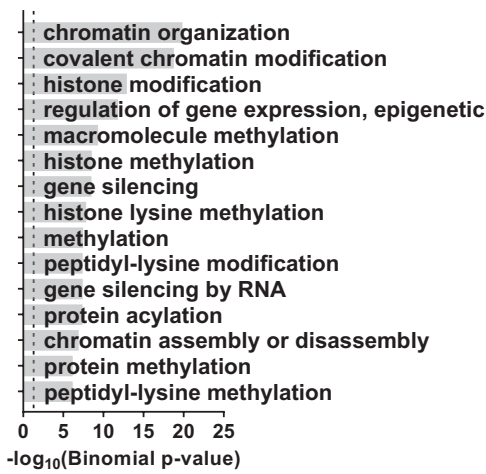 chromatin organization
covalent chromatin modification
histone modification
regulation of gene expression, epigenetic
macromolecule methylation
histone methylation
gene silencing
histone lysine methylation
methylation
peptidyl-lysine modification
gene silencing by RNA
protein acylation
chromatin assembly or disassembly
protein methylation
peptidyl-lysine methylation
0 5 10 15 20 25
-log₁₀(Binomial p-value)